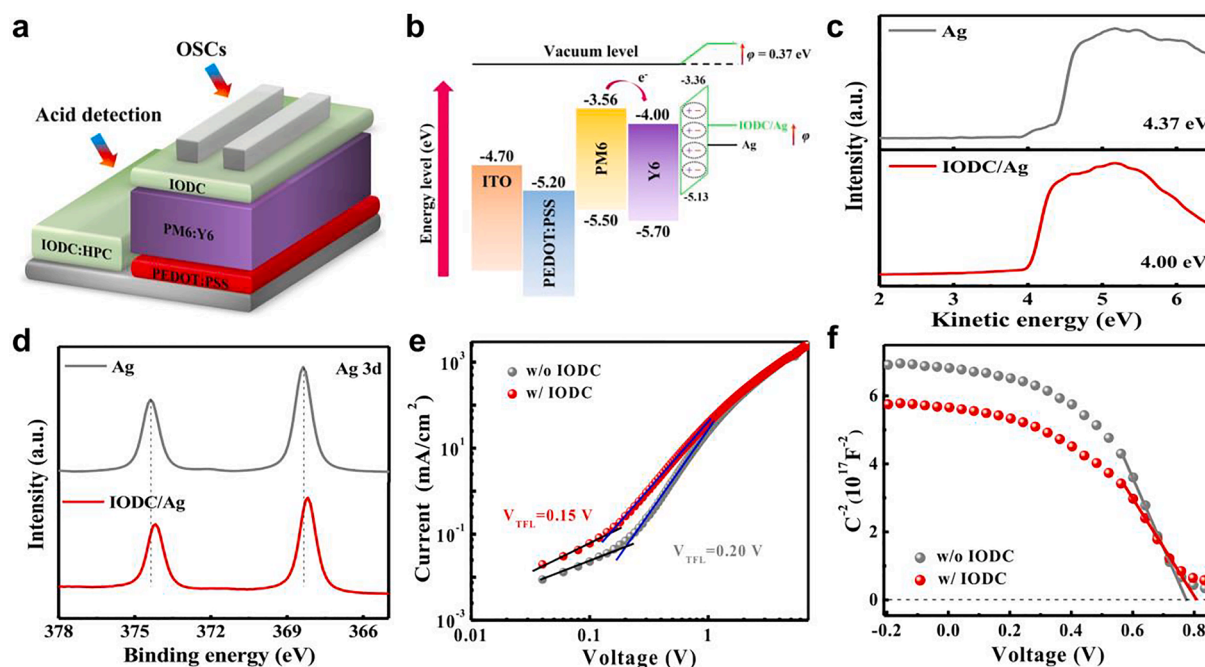 a
OSCs
Acid detection
IODC
PM6:Y6
IODC:HPC
PEDOT:PSS
b
Vacuum level
φ = 0.37 eV
Energy level (eV)
e-
-3.36
-3.56
-4.00
IODC/Ag
φ
Ag
-4.70
-5.20
ITO
PEDOT:PSS
PM6
Y6
-5.13
-5.50
-5.70
c
Ag
4.37 eV
IODC/Ag
4.00 eV
Intensity (a.u.)
2 3 4 5 6
Kinetic energy (eV)
d
Ag
Ag 3d
IODC/Ag
Intensity (a.u.)
378 375 372 369 366
Binding energy (eV)
e
w/o IODC
w/ IODC
V_TFL=0.15 V
V_TFL=0.20 V
Current (mA/cm²)
10³
10¹
10⁻¹
10⁻³
0.01 0.1 1
Voltage (V)
f
w/o IODC
w/ IODC
C⁻² (10¹⁷F⁻²)
6
4
2
0
-0.2 0.0 0.2 0.4 0.6 0.8
Voltage (V)